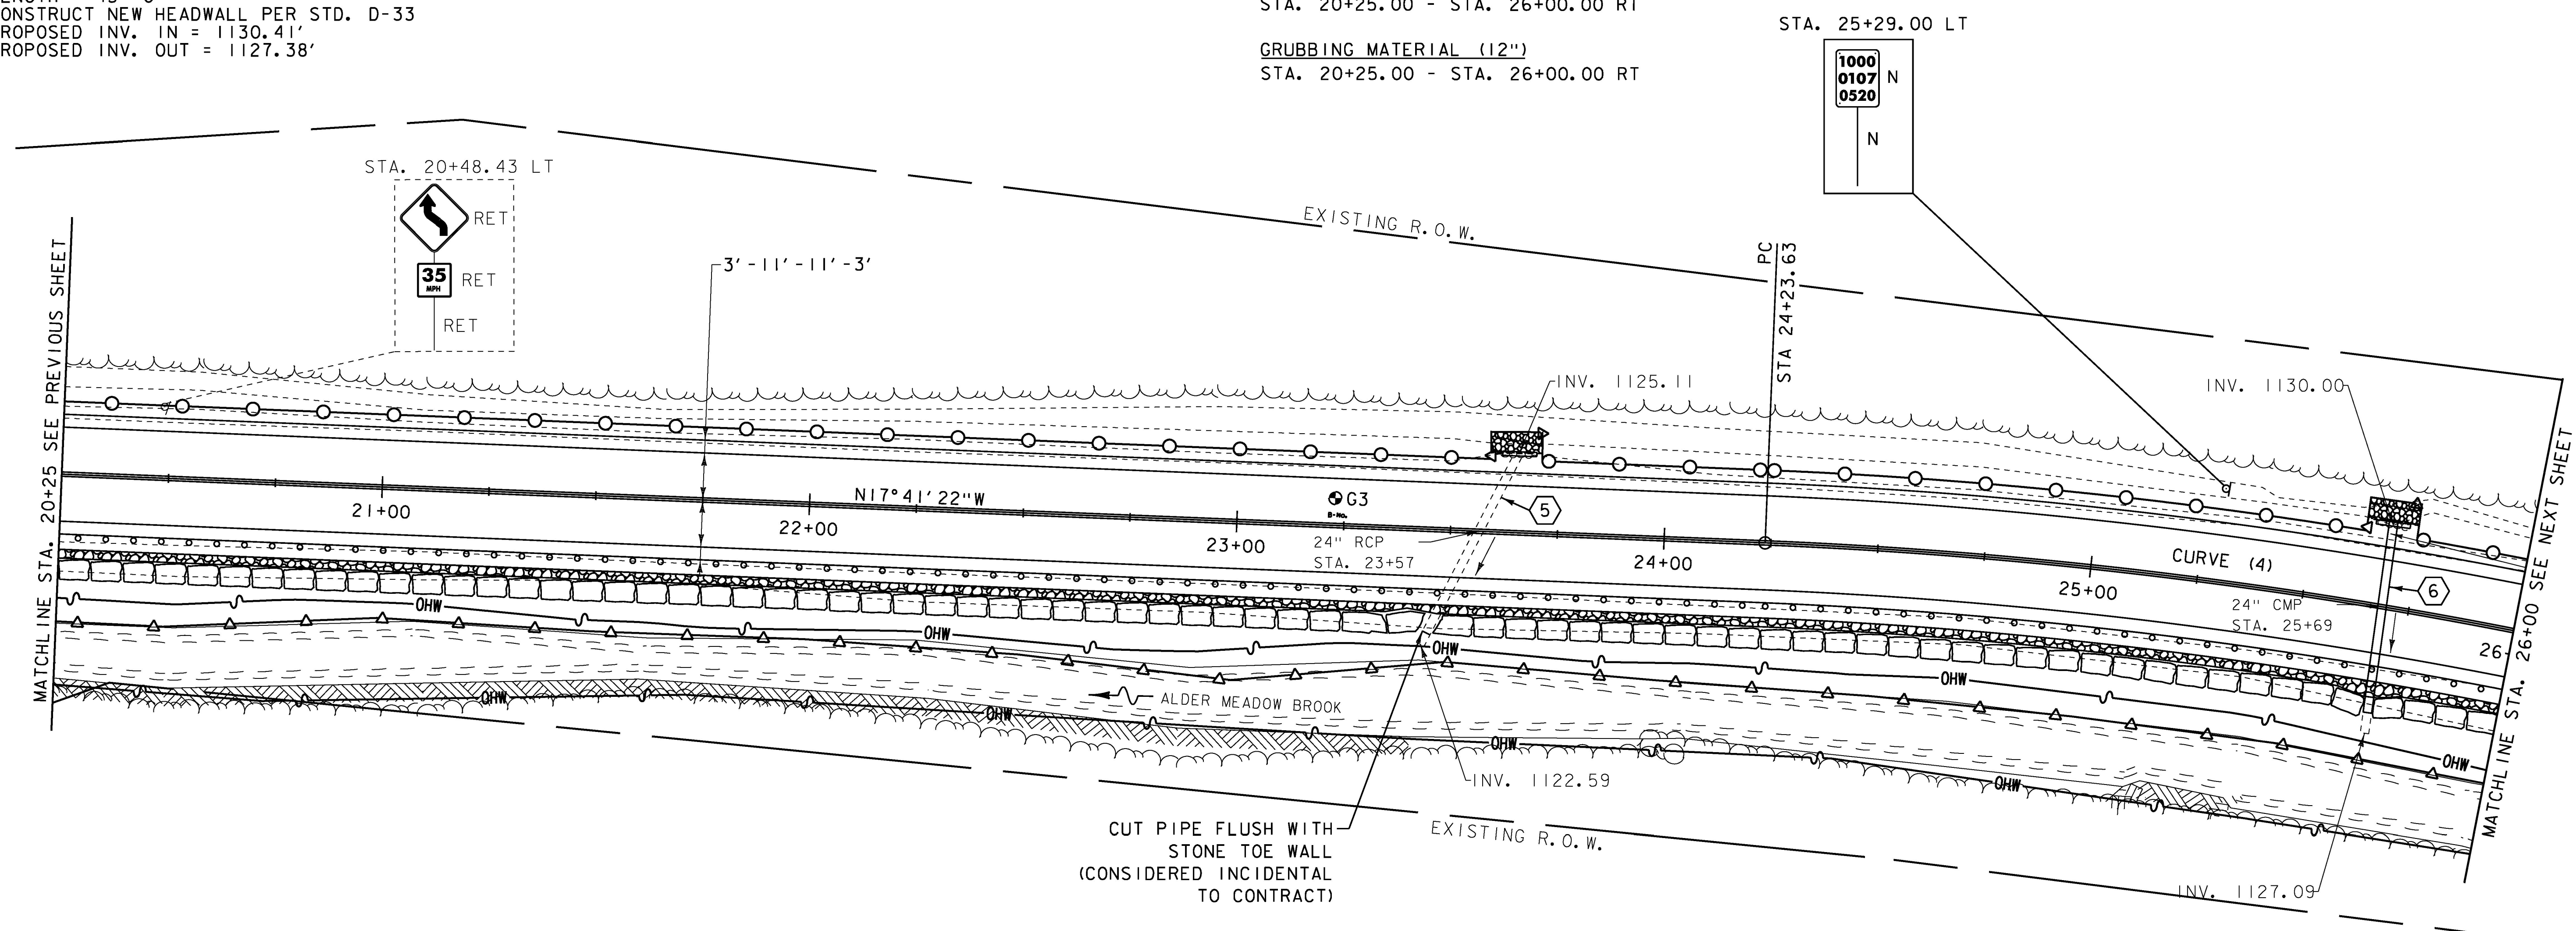 ONSTRUCT NEW HEADWALL PER STD. D-33
ROPOSED INV. IN = 1130.41'
ROPOSED INV. OUT = 1127.38'
STA. 20+25.00 - STA. 26+00.00 RT
GRUBBING MATERIAL (12")
STA. 20+25.00 - STA. 26+00.00 RT
STA. 25+29.00 LT
1000
0107
0520
N
N
STA. 20+48.43 LT
RET
35
MPH
RET
RET
3'-11'-11'-3'
EXISTING R.O.W.
PC
STA 24+23.63
INV. 1125.11
INV. 1130.00
MATCHLINE STA. 20+25 SEE PREVIOUS SHEET
21+00
22+00
N17°41'22"W
23+00
G3
B-No.
5
24" RCP
STA. 23+57
24+00
25+00
CURVE (4)
6
24" CMP
STA. 25+69
26+
MATCHLINE STA. 26+00 SEE NEXT SHEET
OHW
OHW
OHW
OHW
OHW
OHW
OHW
OHW
OHW
ALDER MEADOW BROOK
INV. 1122.59
CUT PIPE FLUSH WITH
STONE TOE WALL
(CONSIDERED INCIDENTAL
TO CONTRACT)
EXISTING R.O.W.
INV. 1127.09